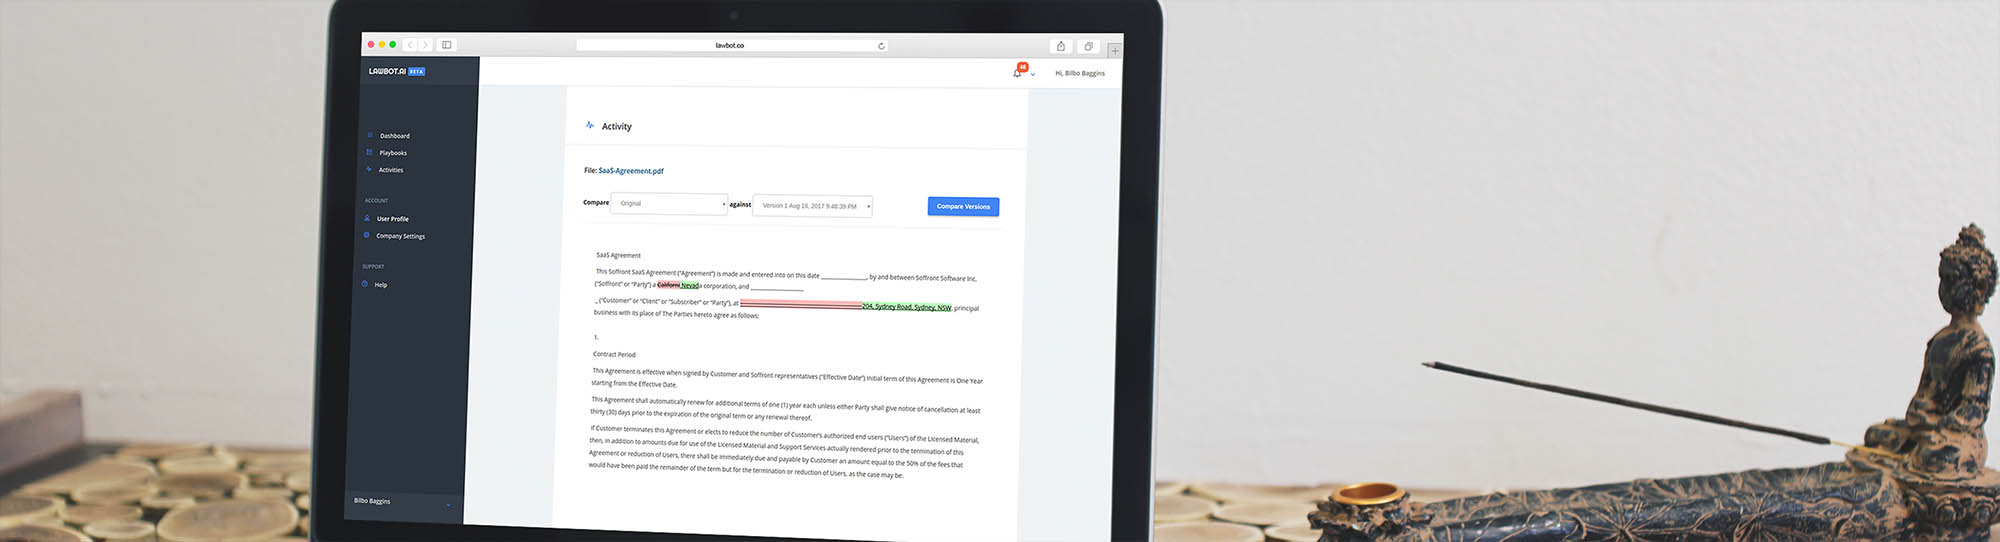 lawbot.co
LAWBOT.AI BETA
46
Hi, Bilbo Baggins
Dashboard
Playbooks
Activities
ACCOUNT
User Profile
Company Settings
SUPPORT
Help
Bilbo Baggins
Activity
File: SaaS-Agreement.pdf
Compare Original against Version 1 Aug 16, 2017 9:48:39 PM Compare Versions
SaaS Agreement
This Soffront SaaS Agreement (“Agreement”) is made and entered into on this date ______________, by and between Soffront Software Inc.
(“Soffront” or “Party”) a Californi Nevada corporation, and ________________
_ (“Customer” or “Client” or “Subscriber” or “Party”), at 204, Sydney Road, Sydney, NSW, principal
business with its place of The Parties hereto agree as follows:
1.
Contract Period
This Agreement is effective when signed by Customer and Soffront representatives (“Effective Date”) Initial term of this Agreement is One Year
starting from the Effective Date.
This Agreement shall automatically renew for additional terms of one (1) year each unless either Party shall give notice of cancellation at least
thirty (30) days prior to the expiration of the original term or any renewal thereof.
If Customer terminates this Agreement or elects to reduce the number of Customer’s authorized end users (“Users”) of the Licensed Material,
then, in addition to amounts due for use of the Licensed Material and Support Services actually rendered prior to the termination of this
Agreement or reduction of Users, there shall be immediately due and payable by Customer an amount equal to the 50% of the fees that
would have been paid the remainder of the term but for the termination or reduction of Users, as the case may be.